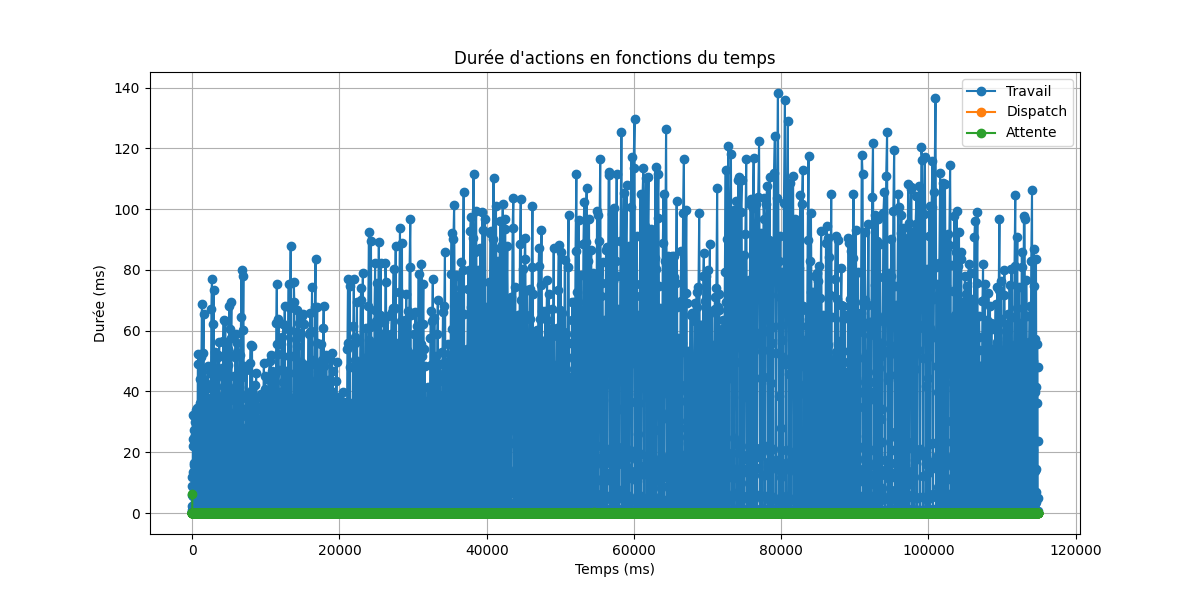 Durée d'actions en fonctions du temps
140
120
100
80
60
40
20
0
Durée (ms)
Travail
Dispatch
Attente
0
20000
40000
60000
80000
100000
120000
Temps (ms)